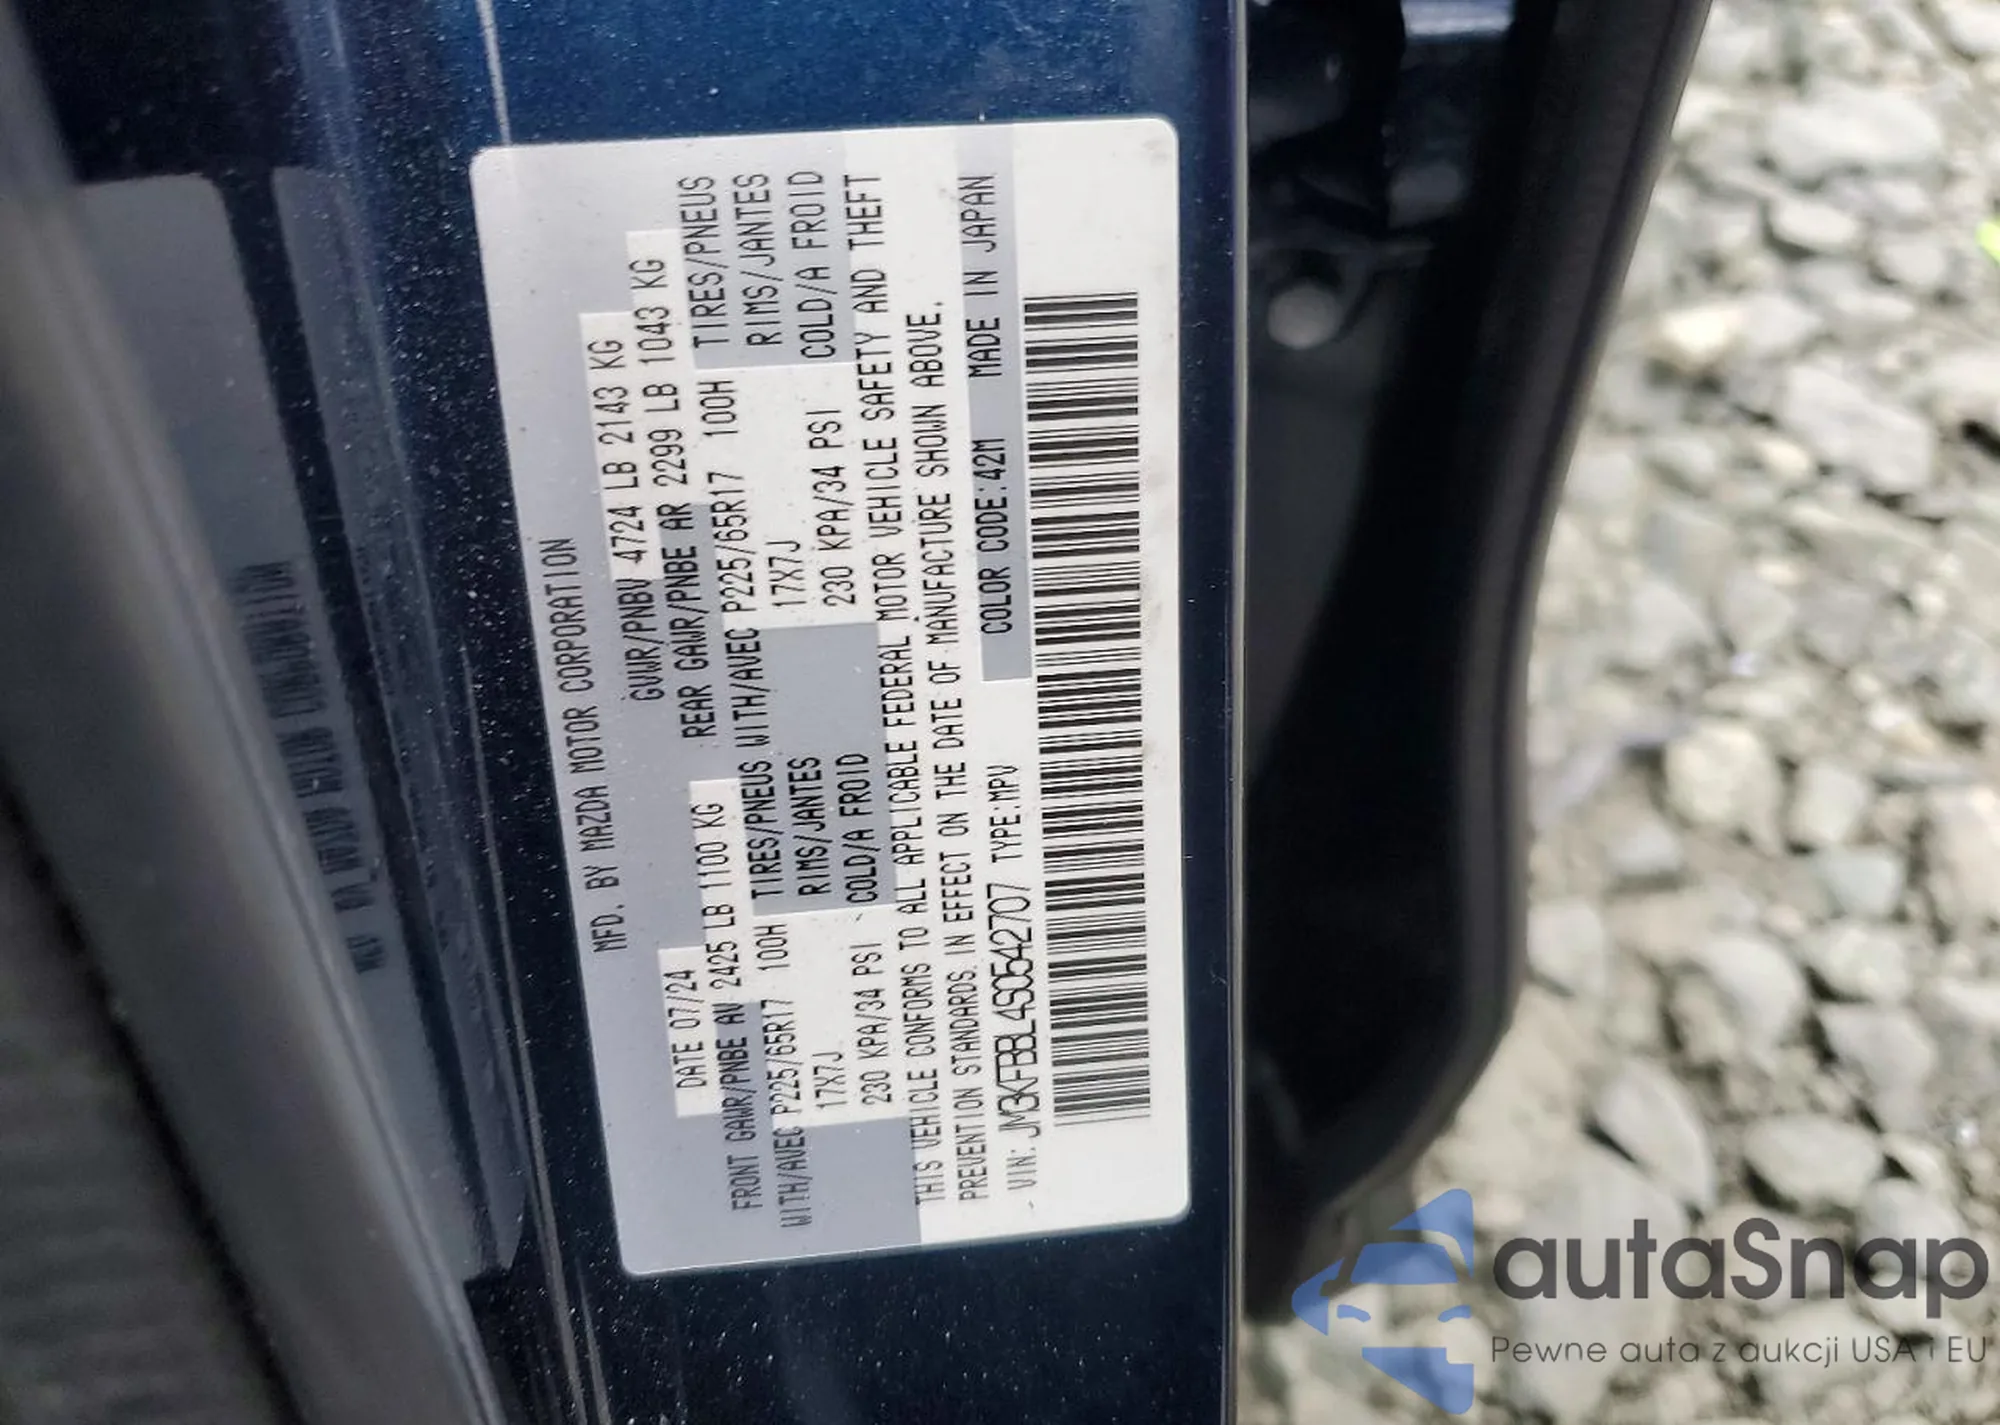 MFD. BY MAZDA MOTOR CORPORATION
DATE 07/24 GVWR/PNBV 4724 LB 2143 KG
FRONT GAWR/PNBE AV 2425 LB 1100 KG REAR GAWR/PNBE AR 2299 LB 1043 KG
WITH/AVEC P225/65R17 100H TIRES/PNEUS WITH/AVEC P225/65R17 100H TIRES/PNEUS
17X7J RIMS/JANTES 17X7J RIMS/JANTES
230 KPA/34 PSI COLD/A FROID 230 KPA/34 PSI COLD/A FROID
THIS VEHICLE CONFORMS TO ALL APPLICABLE FEDERAL MOTOR VEHICLE SAFETY AND THEFT
PREVENTION STANDARDS. IN EFFECT ON THE DATE OF MANUFACTURE SHOWN ABOVE.
VIN: JM3KFBBL4S0542707 TYPE:MPV COLOR CODE:42M MADE IN JAPAN
autaSnap
Pewne auta z aukcji USA i EU